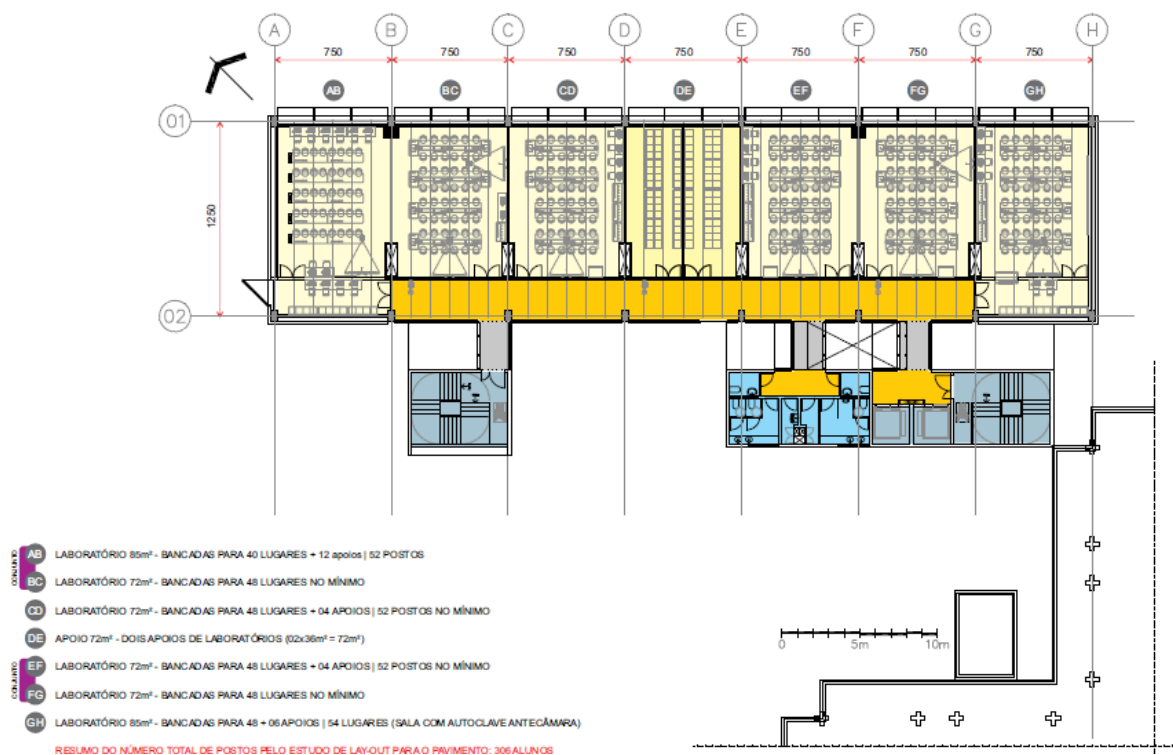 A B C D E F G H
750 750 750 750 750 750 750
AB BC CD DE EF FG GH
01
1250
02
0 5m 10m
CONJUNTO
AB LABORATÓRIO 85m² - BANCADAS PARA 40 LUGARES + 12 apoios | 52 POSTOS
BC LABORATÓRIO 72m² - BANCADAS PARA 48 LUGARES NO MÍNIMO
CD LABORATÓRIO 72m² - BANCADAS PARA 48 LUGARES + 04 APOIOS | 52 POSTOS NO MÍNIMO
DE APOIO 72m² - DOIS APOIOS DE LABORATÓRIOS (02x36m² = 72m²)
CONJUNTO
EF LABORATÓRIO 72m² - BANCADAS PARA 48 LUGARES + 04 APOIOS | 52 POSTOS NO MÍNIMO
FG LABORATÓRIO 72m² - BANCADAS PARA 48 LUGARES NO MÍNIMO
GH LABORATÓRIO 85m² - BANCADAS PARA 48 + 06 APOIOS | 54 LUGARES (SALA COM AUTOCLAVE ANTECÂMARA)
RESUMO DO NÚMERO TOTAL DE POSTOS PELO ESTUDO DE LAY-OUT PARA O PAVIMENTO: 306 ALUNOS